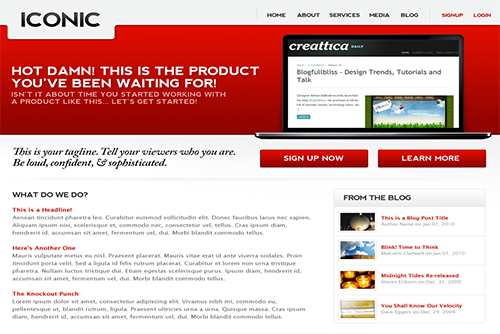 ICONIC
HOME ABOUT SERVICES MEDIA BLOG SIGNUP LOGIN
HOT DAMN! THIS IS THE PRODUCT
YOU'VE BEEN WAITING FOR!
ISN'T IT ABOUT TIME YOU STARTED WORKING WITH
A PRODUCT LIKE THIS... LET'S GET STARTED!
creattica DAILY
Blogfullbliss - Design Trends, Tutorials and
Talk
This is your tagline. Tell your viewers who you are.
Be loud, confident, & sophisticated.
SIGN UP NOW
LEARN MORE
WHAT DO WE DO?
This is a Headline!
Aenean tincidunt pharetra leo. Curabitur euismod sollicitudin elit. Donec faucibus lacus nec sapien.
Aliquam ipsum nisi, scelerisque et, commodo nec, consectetur vel, tellus. Cras ipsum diam,
hendrerit id, accumsan sit amet, fermentum vel, dui. Morbi blandit commodo tellus.
Here's Another One
Mauris vulputate metus eu nisl. Praesent placerat. Mauris vitae erat id ante viverra sodales. Proin
tincidunt porta velit. Sed a ligula id felis rutrum placerat. Curabitur et lorem non urna tristique
pharetra. Nullam luctus tristique dui. Etiam egestas scelerisque purus. Ipsum diam, hendrerit id,
accumsan sit amet, fermentum vel, dui. Morbi blandit commodo tellus.
The Knockout Punch
Lorem ipsum dolor sit amet, consectetur adipiscing elit. Vivamus nibh mi, commodo eu,
pellentesque ut, blandit rutrum, ligula. Praesent ultricies urna a urna. Quisque massa. Cras ipsum
diam, hendrerit id, accumsan sit amet, fermentum vel, dui. Morbi blandit commodo tellus.
FROM THE BLOG
This is a Blog Post Title
Author Name on Jan 01, 2010
Blink! Time to Think
Malcolm Gladwell on Jan 01, 2010
Midnight Tides Re-released
Steven Erikson on Dec. 31, 2009
You Shall Know Our Velocity
Dave Eggers on Dec. 29, 2009